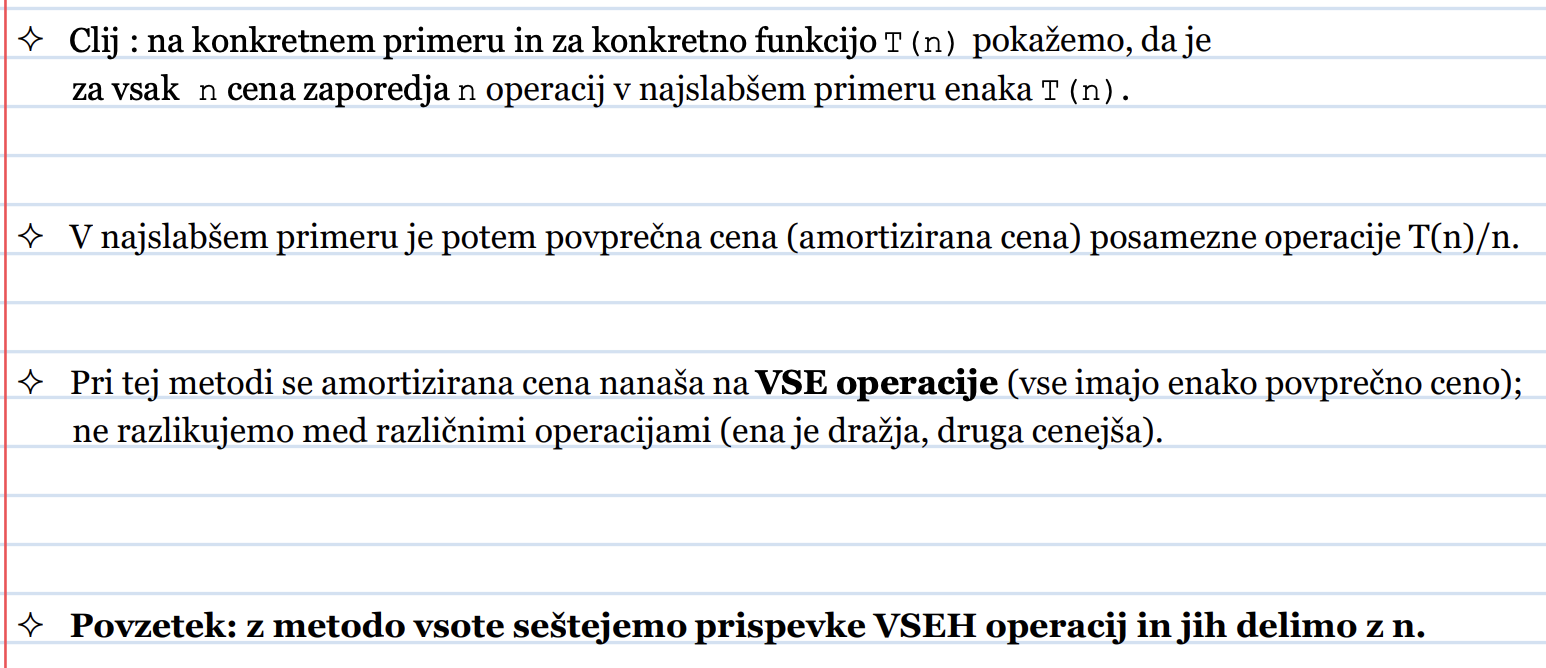 ✧ Clij : na konkretnem primeru in za konkretno funkcijo T(n) pokažemo, da je
za vsak n cena zaporedja n operacij v najslabšem primeru enaka T(n).
✧ V najslabšem primeru je potem povprečna cena (amortizirana cena) posamezne operacije T(n)/n.
✧ Pri tej metodi se amortizirana cena nanaša na VSE operacije (vse imajo enako povprečno ceno);
ne razlikujemo med različnimi operacijami (ena je dražja, druga cenejša).
✧ Povzetek: z metodo vsote seštejemo prispevke VSEH operacij in jih delimo z n.